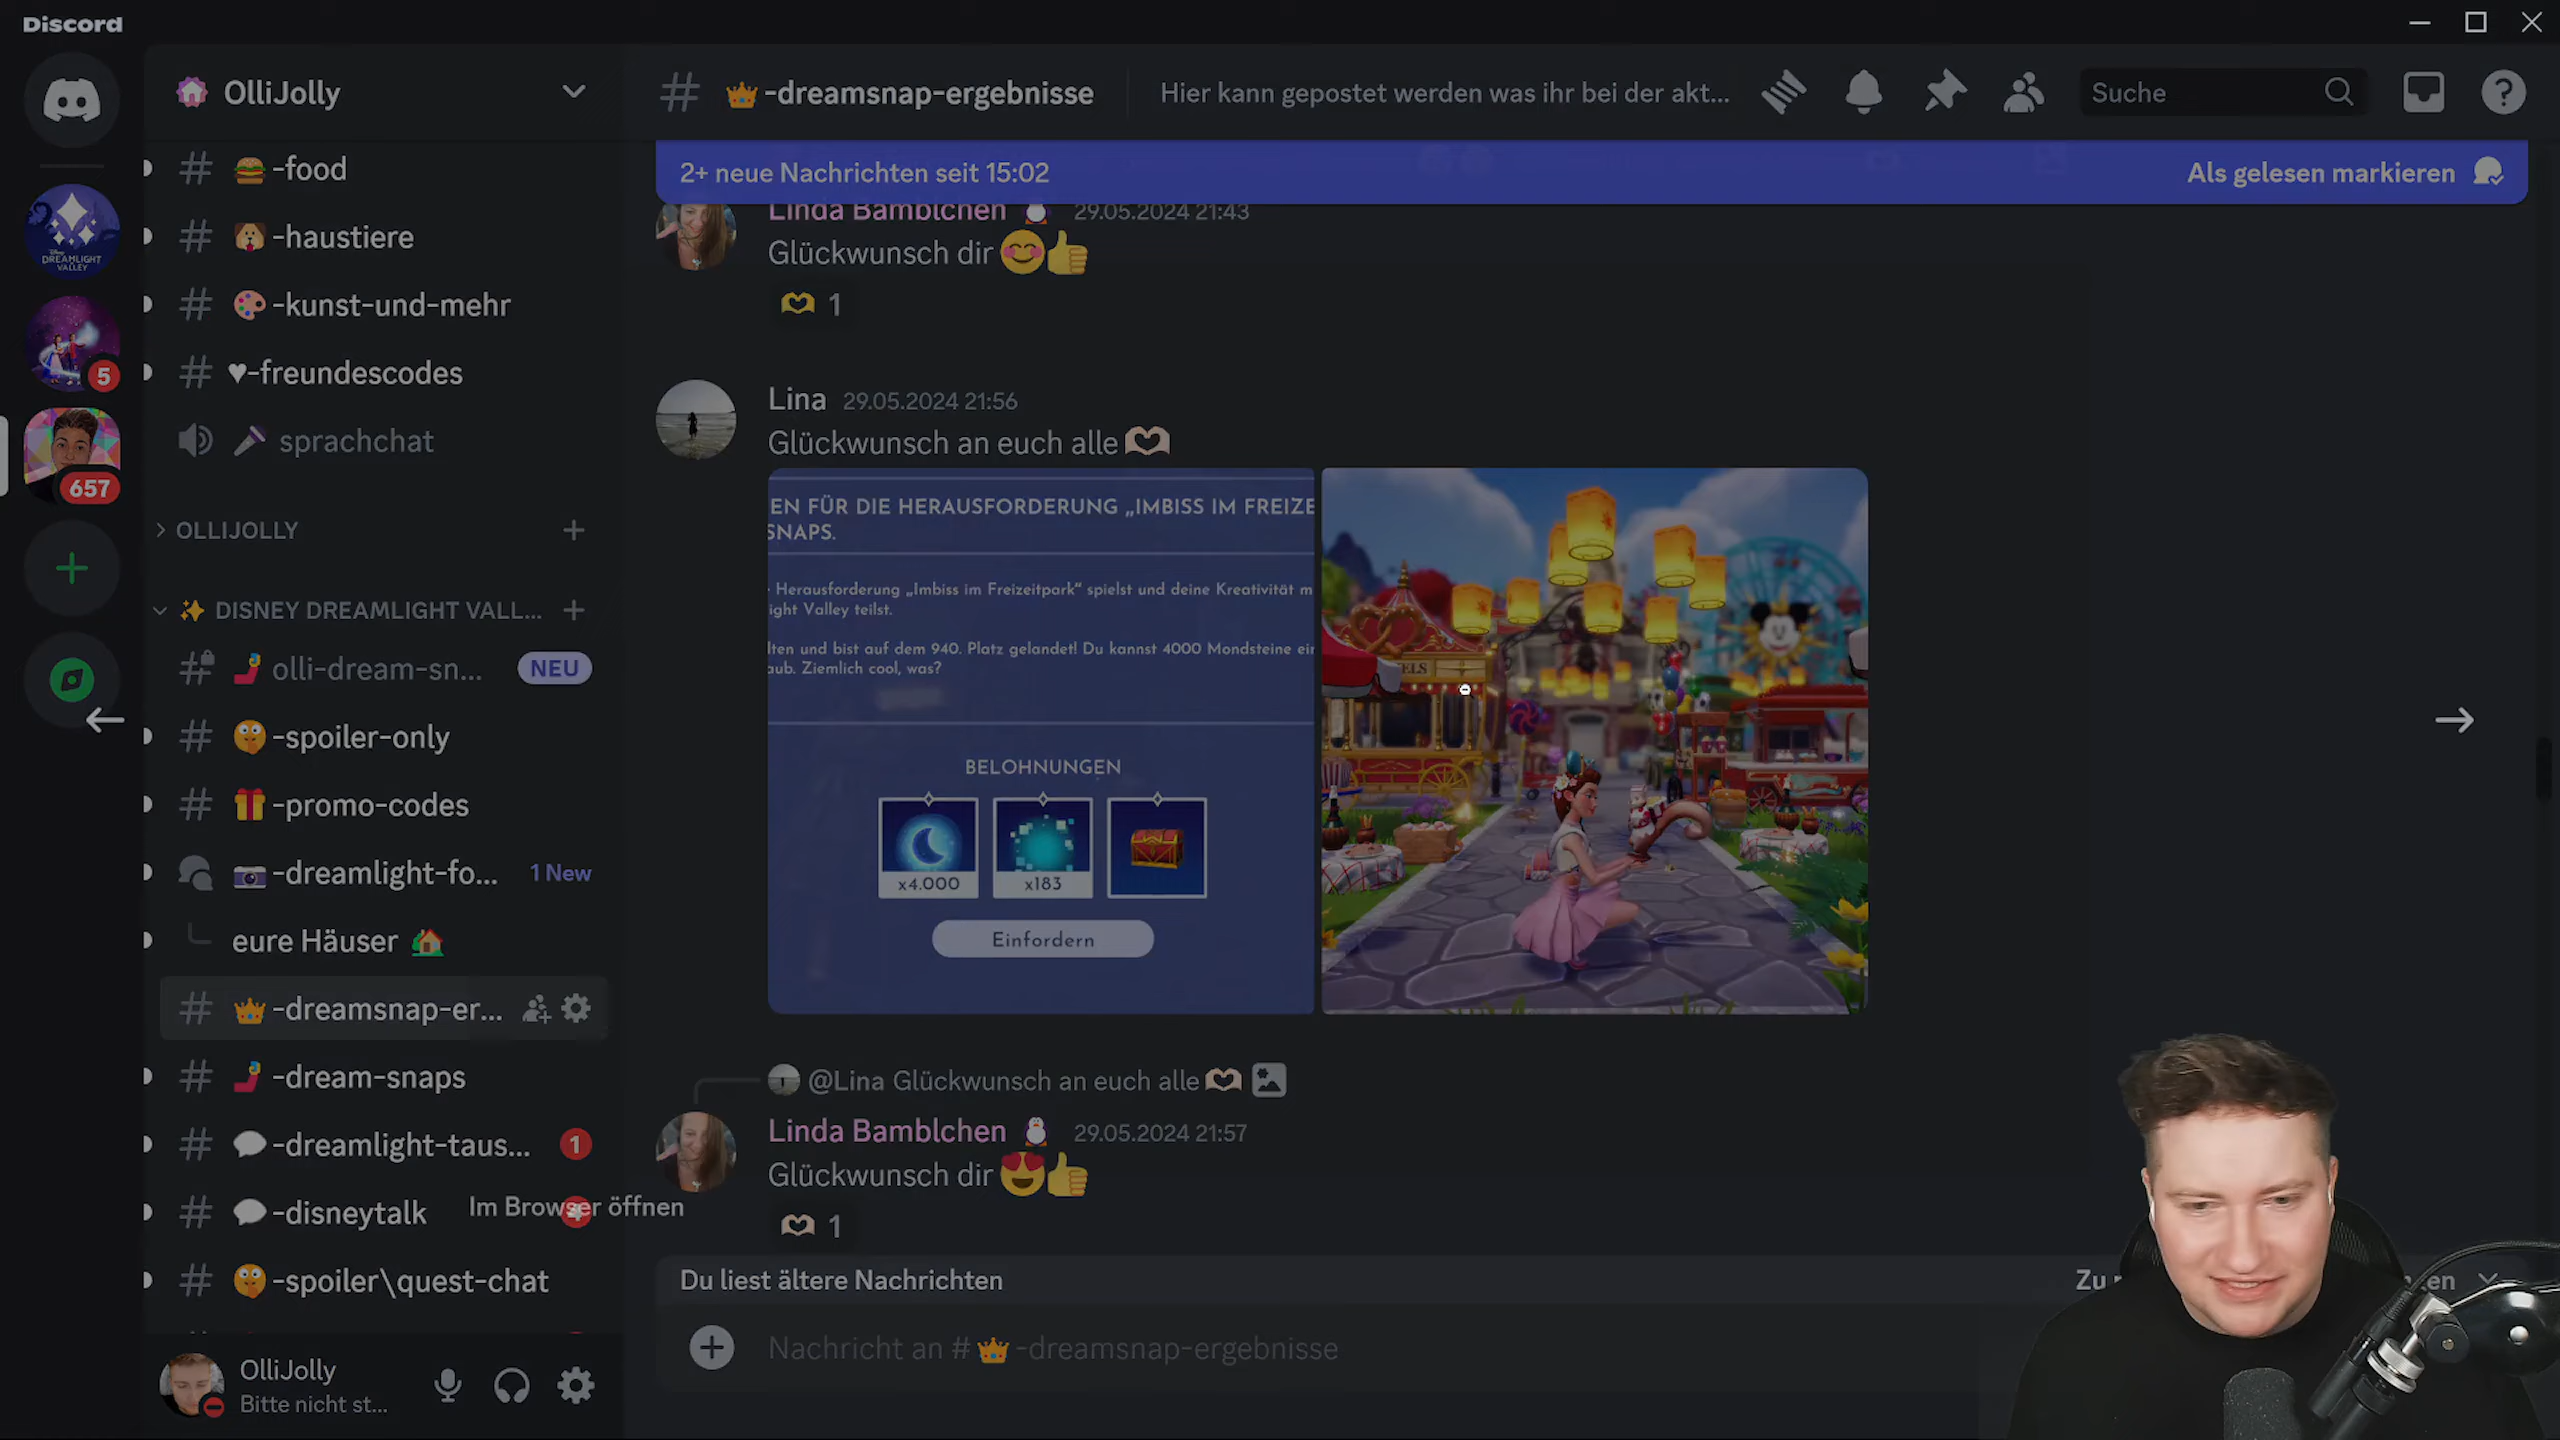 Discord
OlliJolly
-food
-haustiere
-kunst-und-mehr
-freundescodes
sprachchat
OLLIJOLLY
DISNEY DREAMLIGHT VALL...
olli-dream-sn... NEU
-spoiler-only
-promo-codes
-dreamlight-fo... 1 New
eure Häuser
-dreamsnap-er...
-dream-snaps
-dreamlight-taus... 1
-disneytalk
Im Browser öffnen
-spoiler\quest-chat
OlliJolly
Bitte nicht st...
DREAMLIGHT
VALLEY
5
657
# -dreamsnap-ergebnisse
Hier kann gepostet werden was ihr bei der akt...
Suche
2+ neue Nachrichten seit 15:02
Als gelesen markieren
Linda Bamblchen 29.05.2024 21:43
Glückwunsch dir
1
Lina 29.05.2024 21:56
Glückwunsch an euch alle
EN FÜR DIE HERAUSFORDERUNG „IMBISS IM FREIZE
SNAPS.
Herausforderung „Imbiss im Freizeitpark“ spielst und deine Kreativität m
ight Valley teilst.
lten und bist auf dem 940. Platz gelandet! Du kannst 4000 Mondsteine ei
aub. Ziemlich cool, was?
BELOHNUNGEN
x4.000
x183
Einfordern
@Lina Glückwunsch an euch alle
Linda Bamblchen 29.05.2024 21:57
Glückwunsch dir
1
Du liest ältere Nachrichten
Zu
en
Nachricht an # -dreamsnap-ergebnisse